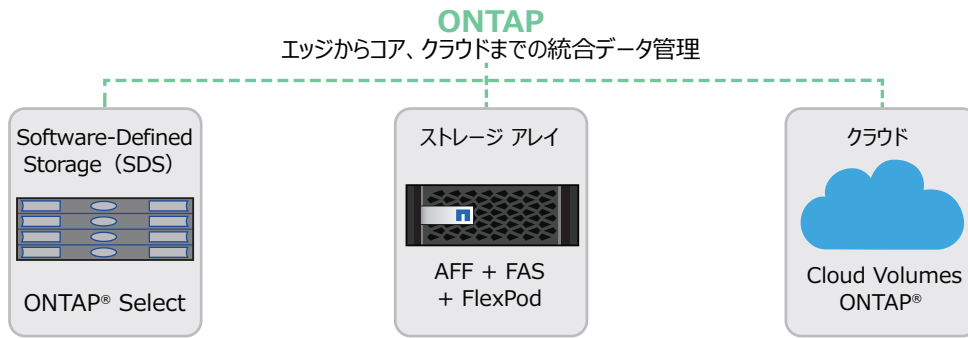 ONTAP
エッジからコア、クラウドまでの統合データ管理
Software-Defined
Storage（SDS）
ONTAP® Select
ストレージ アレイ
AFF + FAS
+ FlexPod
クラウド
Cloud Volumes
ONTAP®